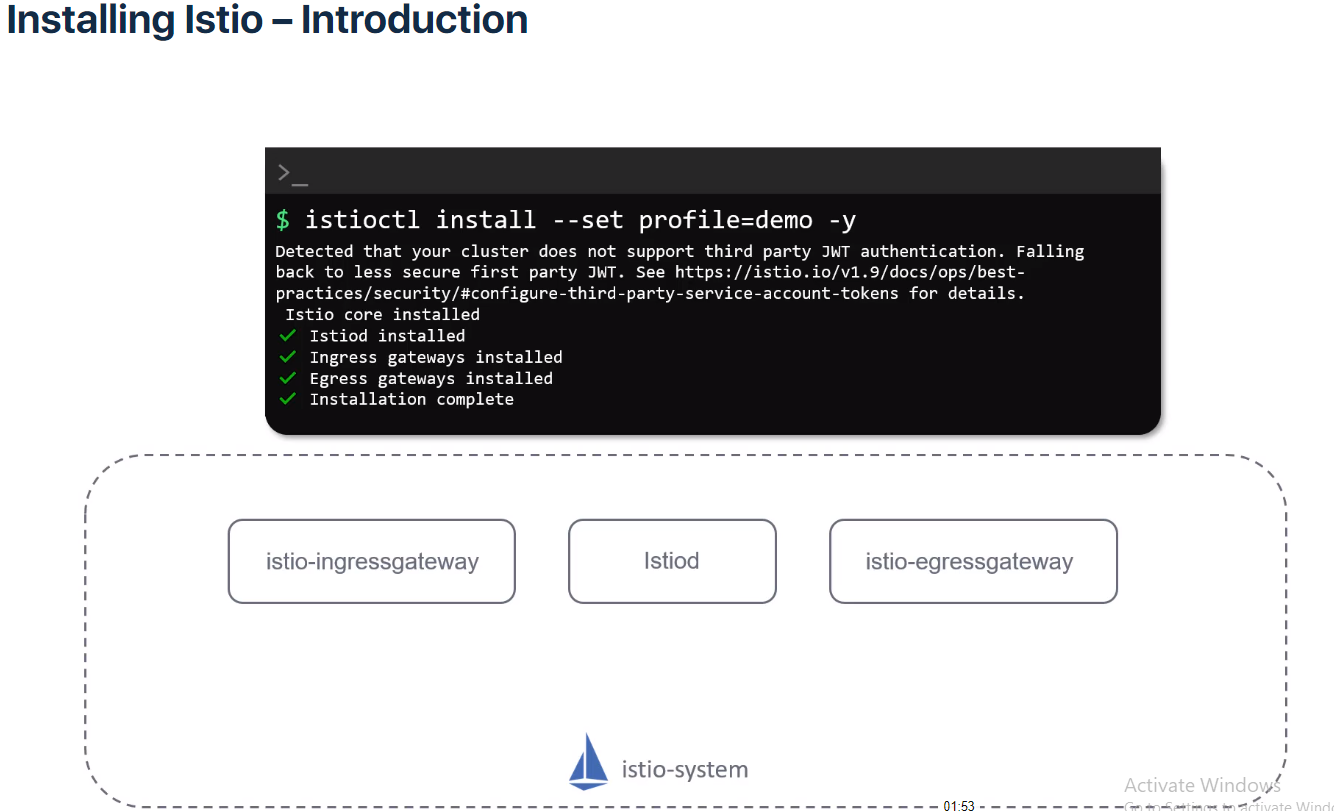 Installing Istio – Introduction
>_
$ istioctl install --set profile=demo -y
Detected that your cluster does not support third party JWT authentication. Falling
back to less secure first party JWT. See https://istio.io/v1.9/docs/ops/best-
practices/security/#configure-third-party-service-account-tokens for details.
Istio core installed
✓ Istiod installed
✓ Ingress gateways installed
✓ Egress gateways installed
✓ Installation complete
istio-ingressgateway
Istiod
istio-egressgateway
istio-system
Activate Windows
01:53
Go to Settings to activate Wind